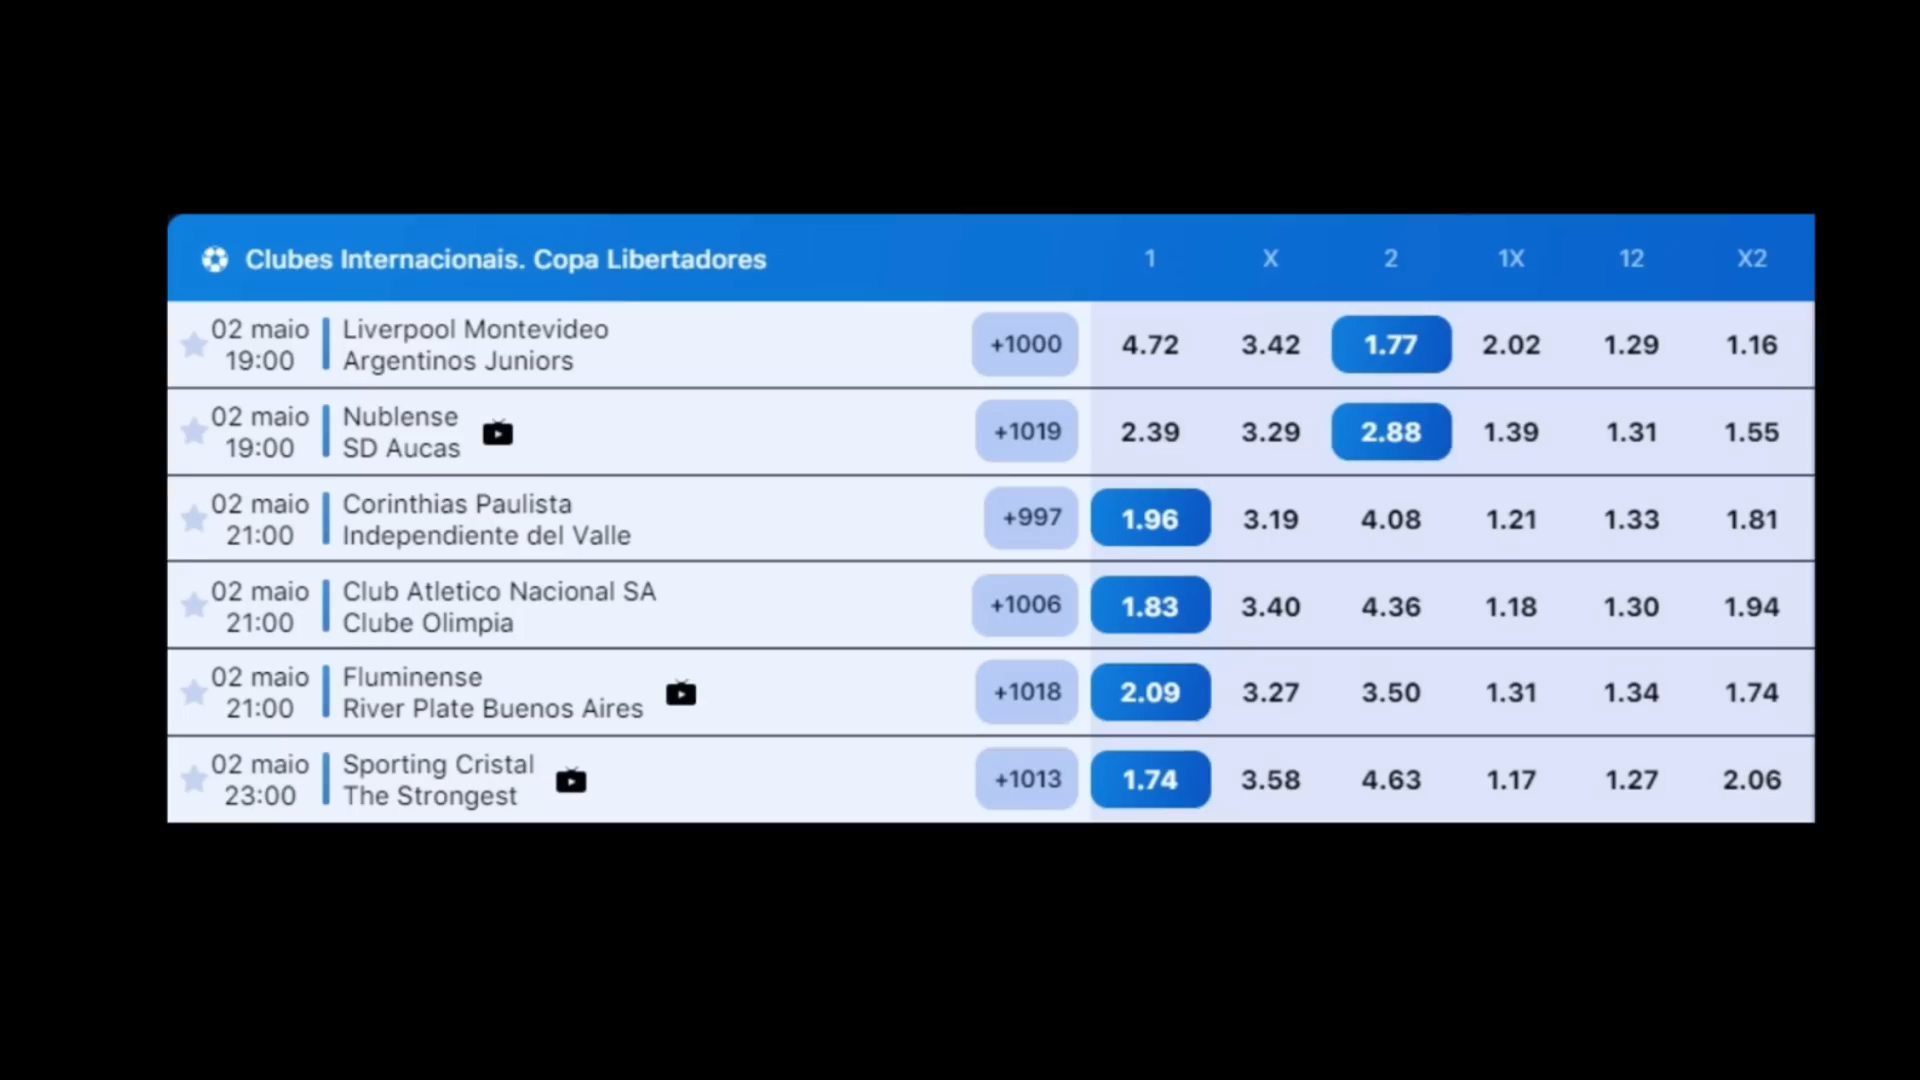 Clubes Internacionais. Copa Libertadores 1 X 2 1X 12 X2
02 maio Liverpool Montevideo
19:00 Argentinos Juniors
+1000 4.72 3.42 1.77 2.02 1.29 1.16
02 maio Nublense
19:00 SD Aucas
+1019 2.39 3.29 2.88 1.39 1.31 1.55
02 maio Corinthias Paulista
21:00 Independiente del Valle
+997 1.96 3.19 4.08 1.21 1.33 1.81
02 maio Club Atletico Nacional SA
21:00 Clube Olimpia
+1006 1.83 3.40 4.36 1.18 1.30 1.94
02 maio Fluminense
21:00 River Plate Buenos Aires
+1018 2.09 3.27 3.50 1.31 1.34 1.74
02 maio Sporting Cristal
23:00 The Strongest
+1013 1.74 3.58 4.63 1.17 1.27 2.06